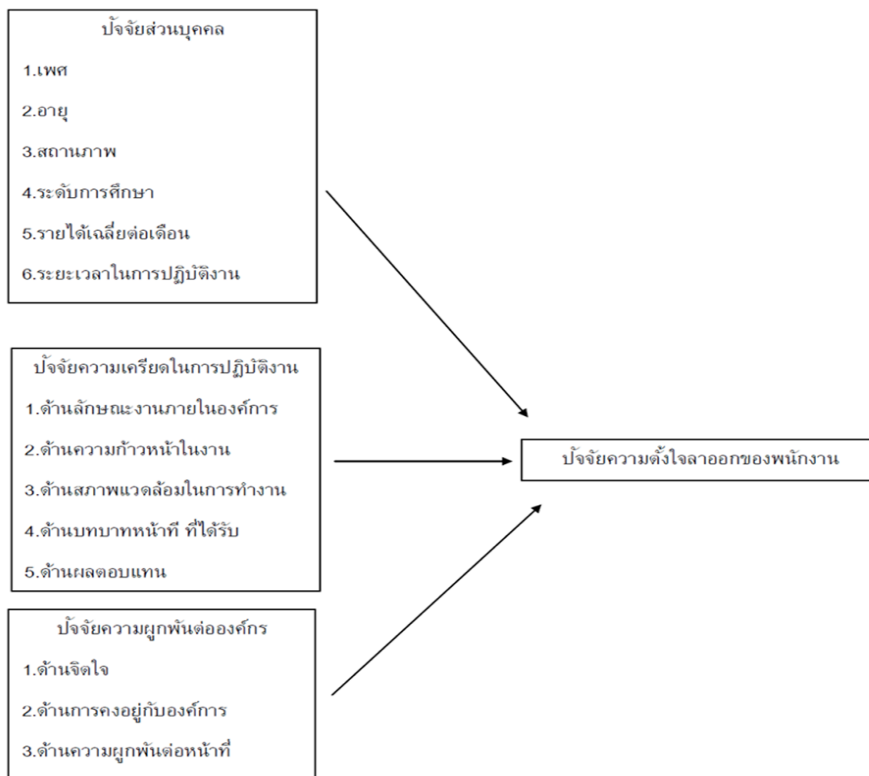 ปัจจัยส่วนบุคคล
1.เพศ
2.อายุ
3.สถานภาพ
4.ระดับการศึกษา
5.รายได้เฉลี่ยต่อเดือน
6.ระยะเวลาในการปฏิบัติงาน
ปัจจัยความเครียดในการปฏิบัติงาน
1.ด้านลักษณะงานภายในองค์การ
2.ด้านความก้าวหน้าในงาน
3.ด้านสภาพแวดล้อมในการทำงาน
4.ด้านบทบาทหน้าที ที่ได้รับ
5.ด้านผลตอบแทน
ปัจจัยความตั้งใจลาออกของพนักงาน
ปัจจัยความผูกพันต่อองค์กร
1.ด้านจิตใจ
2.ด้านการคงอยู่กับองค์การ
3.ด้านความผูกพันต่อหน้าที่